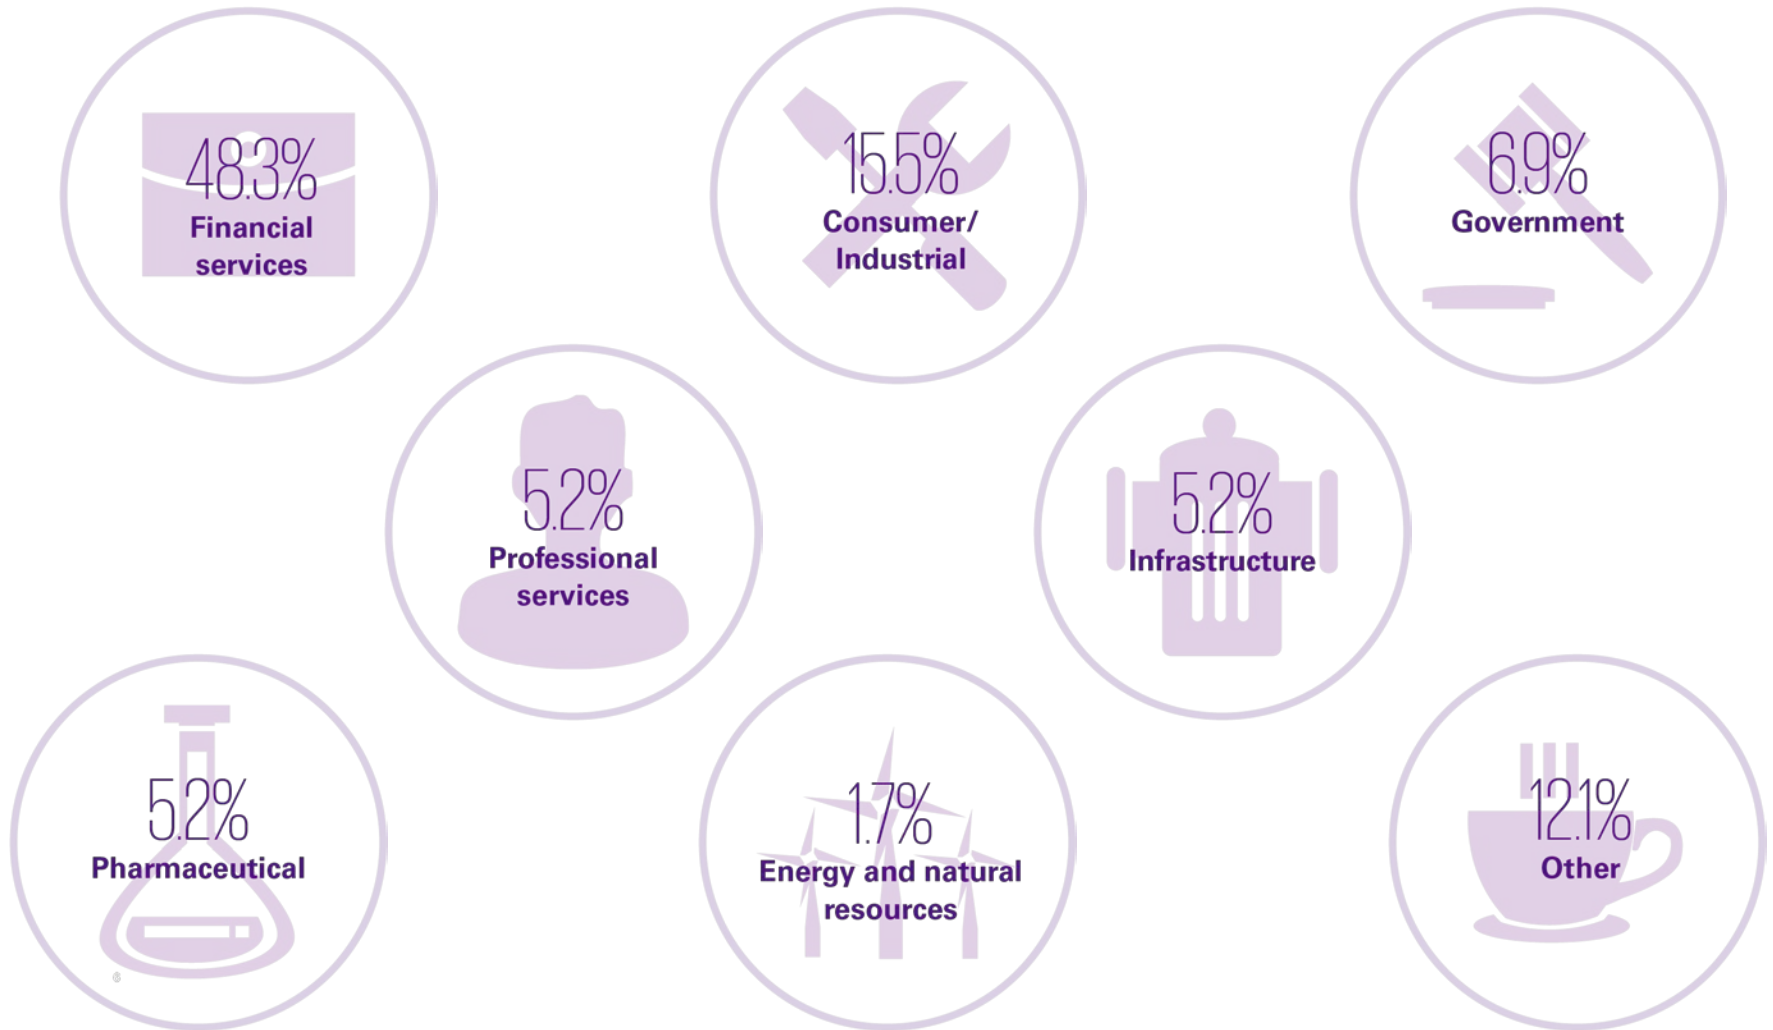 48.3%
Financial
services
15.5%
Consumer/
Industrial
6.9%
Government
5.2%
Professional
services
5.2%
Infrastructure
5.2%
Pharmaceutical
1.7%
Energy and natural
resources
12.1%
Other